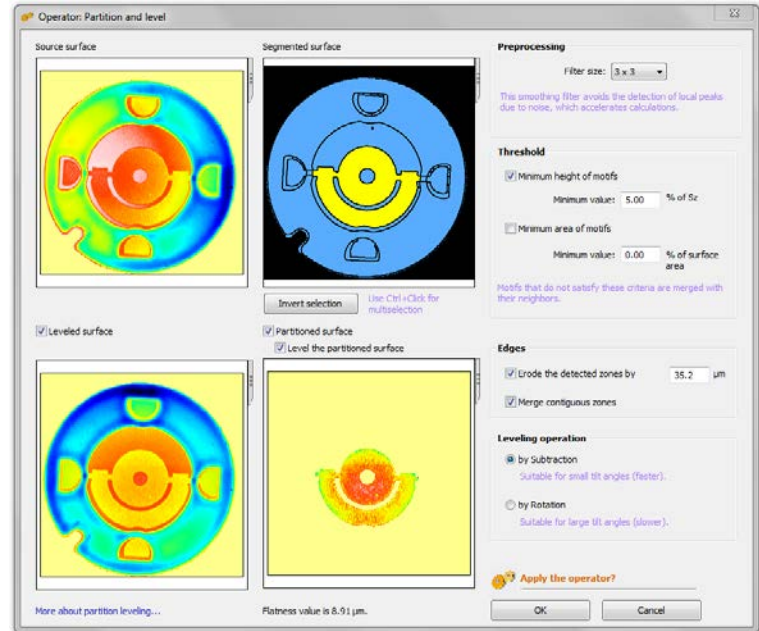 Operator: Partition and level
Source surface
Segmented surface
Invert selection
Use Ctrl+Click for
multiselection
Leveled surface
Partitioned surface
Level the partitioned surface
More about partition leveling...
Flatness value is 8.91 µm.
Preprocessing
Filter size: 3 x 3
This smoothing filter avoids the detection of local peaks
due to noise, which accelerates calculations.
Threshold
Minimum height of motifs
Minimum value: 5.00 % of Sz
Minimum area of motifs
Minimum value: 0.00 % of surface
area
Motifs that do not satisfy these criteria are merged with
their neighbors.
Edges
Erode the detected zones by 35.2 µm
Merge contiguous zones
Leveling operation
by Subtraction
Suitable for small tilt angles (faster).
by Rotation
Suitable for large tilt angles (slower).
Apply the operator?
OK
Cancel